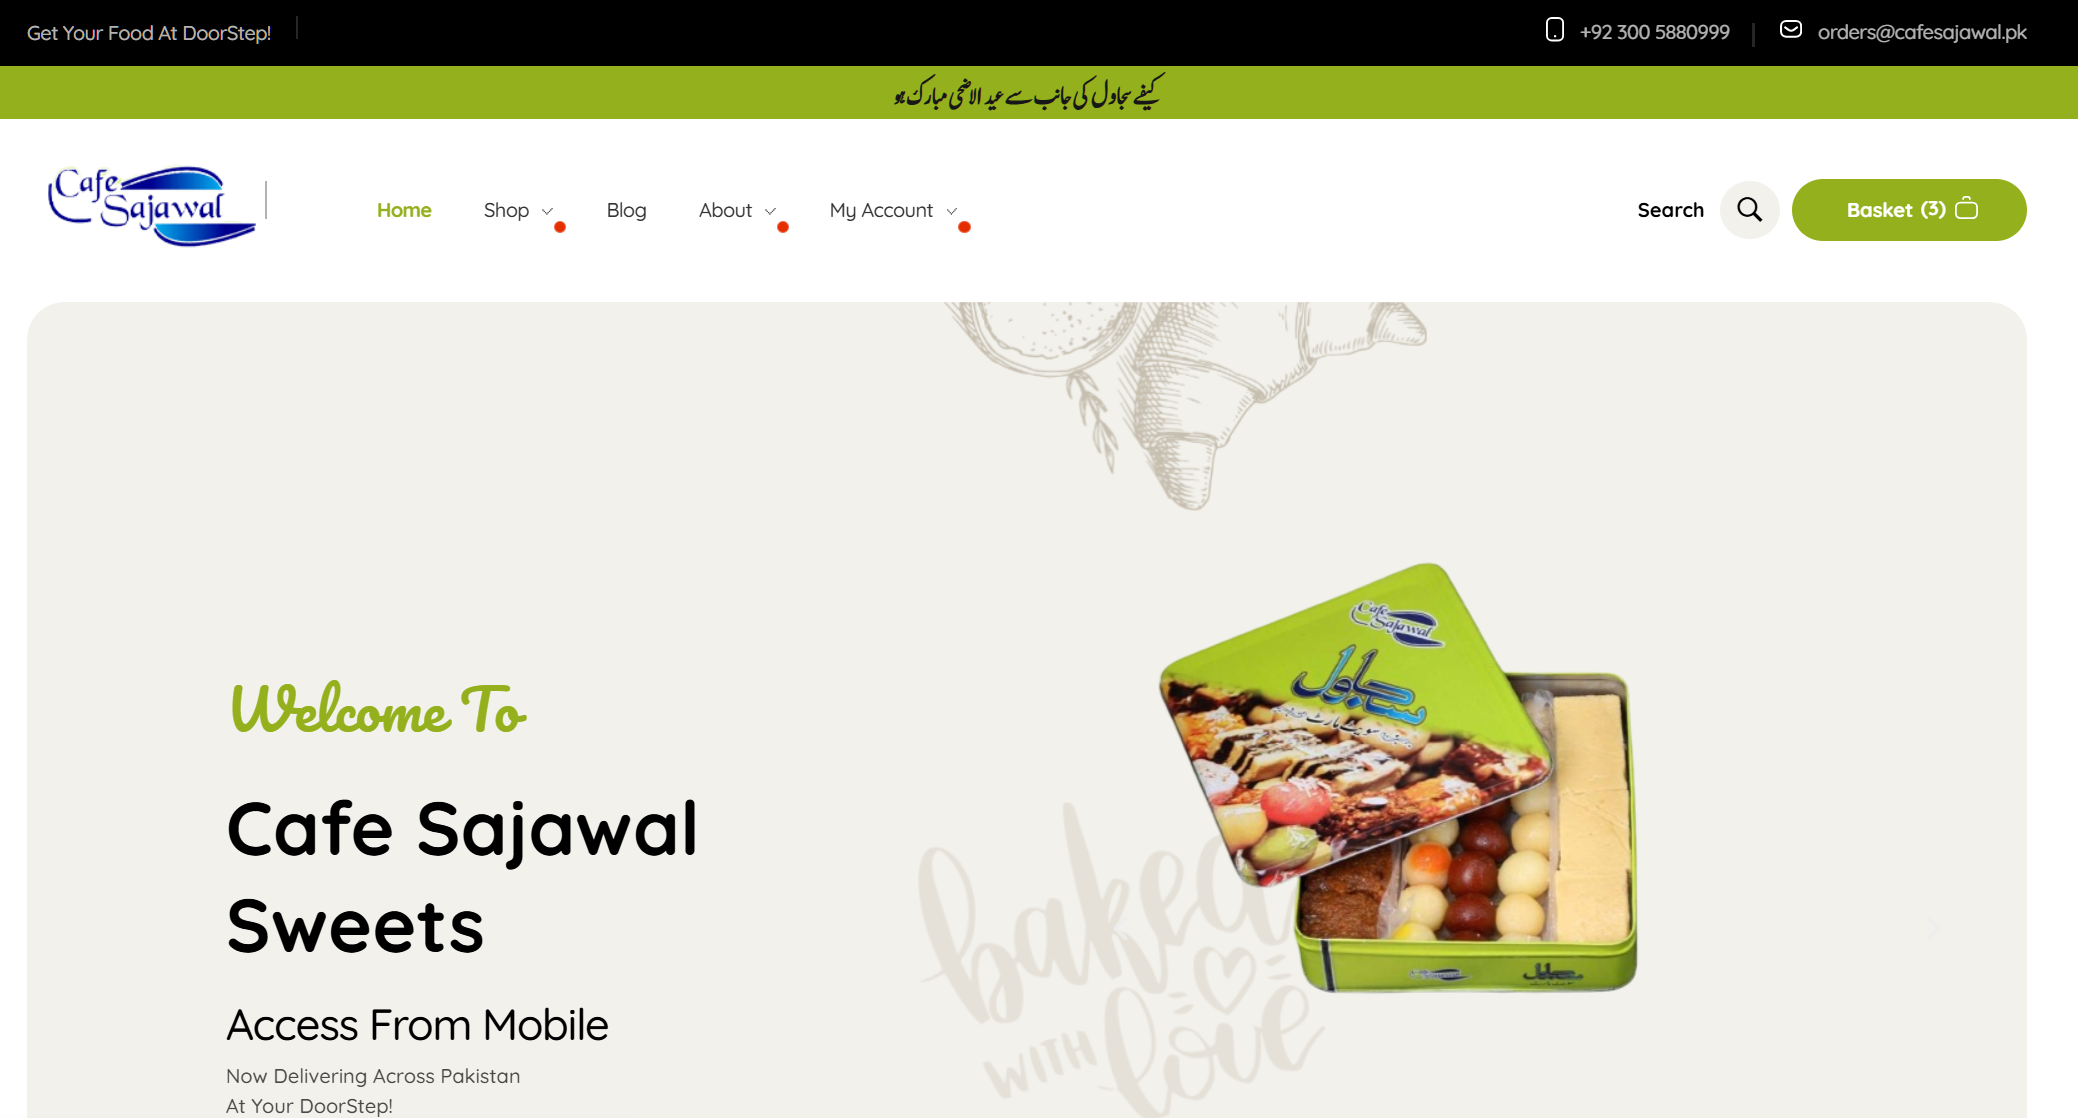 Get Your Food At DoorStep!
+92 300 5880999
orders@cafesajawal.pk
کیفے سجاول کی جانب سے عید الاضحیٰ مبارک ہو
Cafe
Sajawal
Home
Shop
Blog
About
My Account
Search
Basket (3)
Cafe
Sajawal
سجاول
Welcome To
Cafe Sajawal
Sweets
Access From Mobile
Now Delivering Across Pakistan
At Your DoorStep!
baked
WITH love